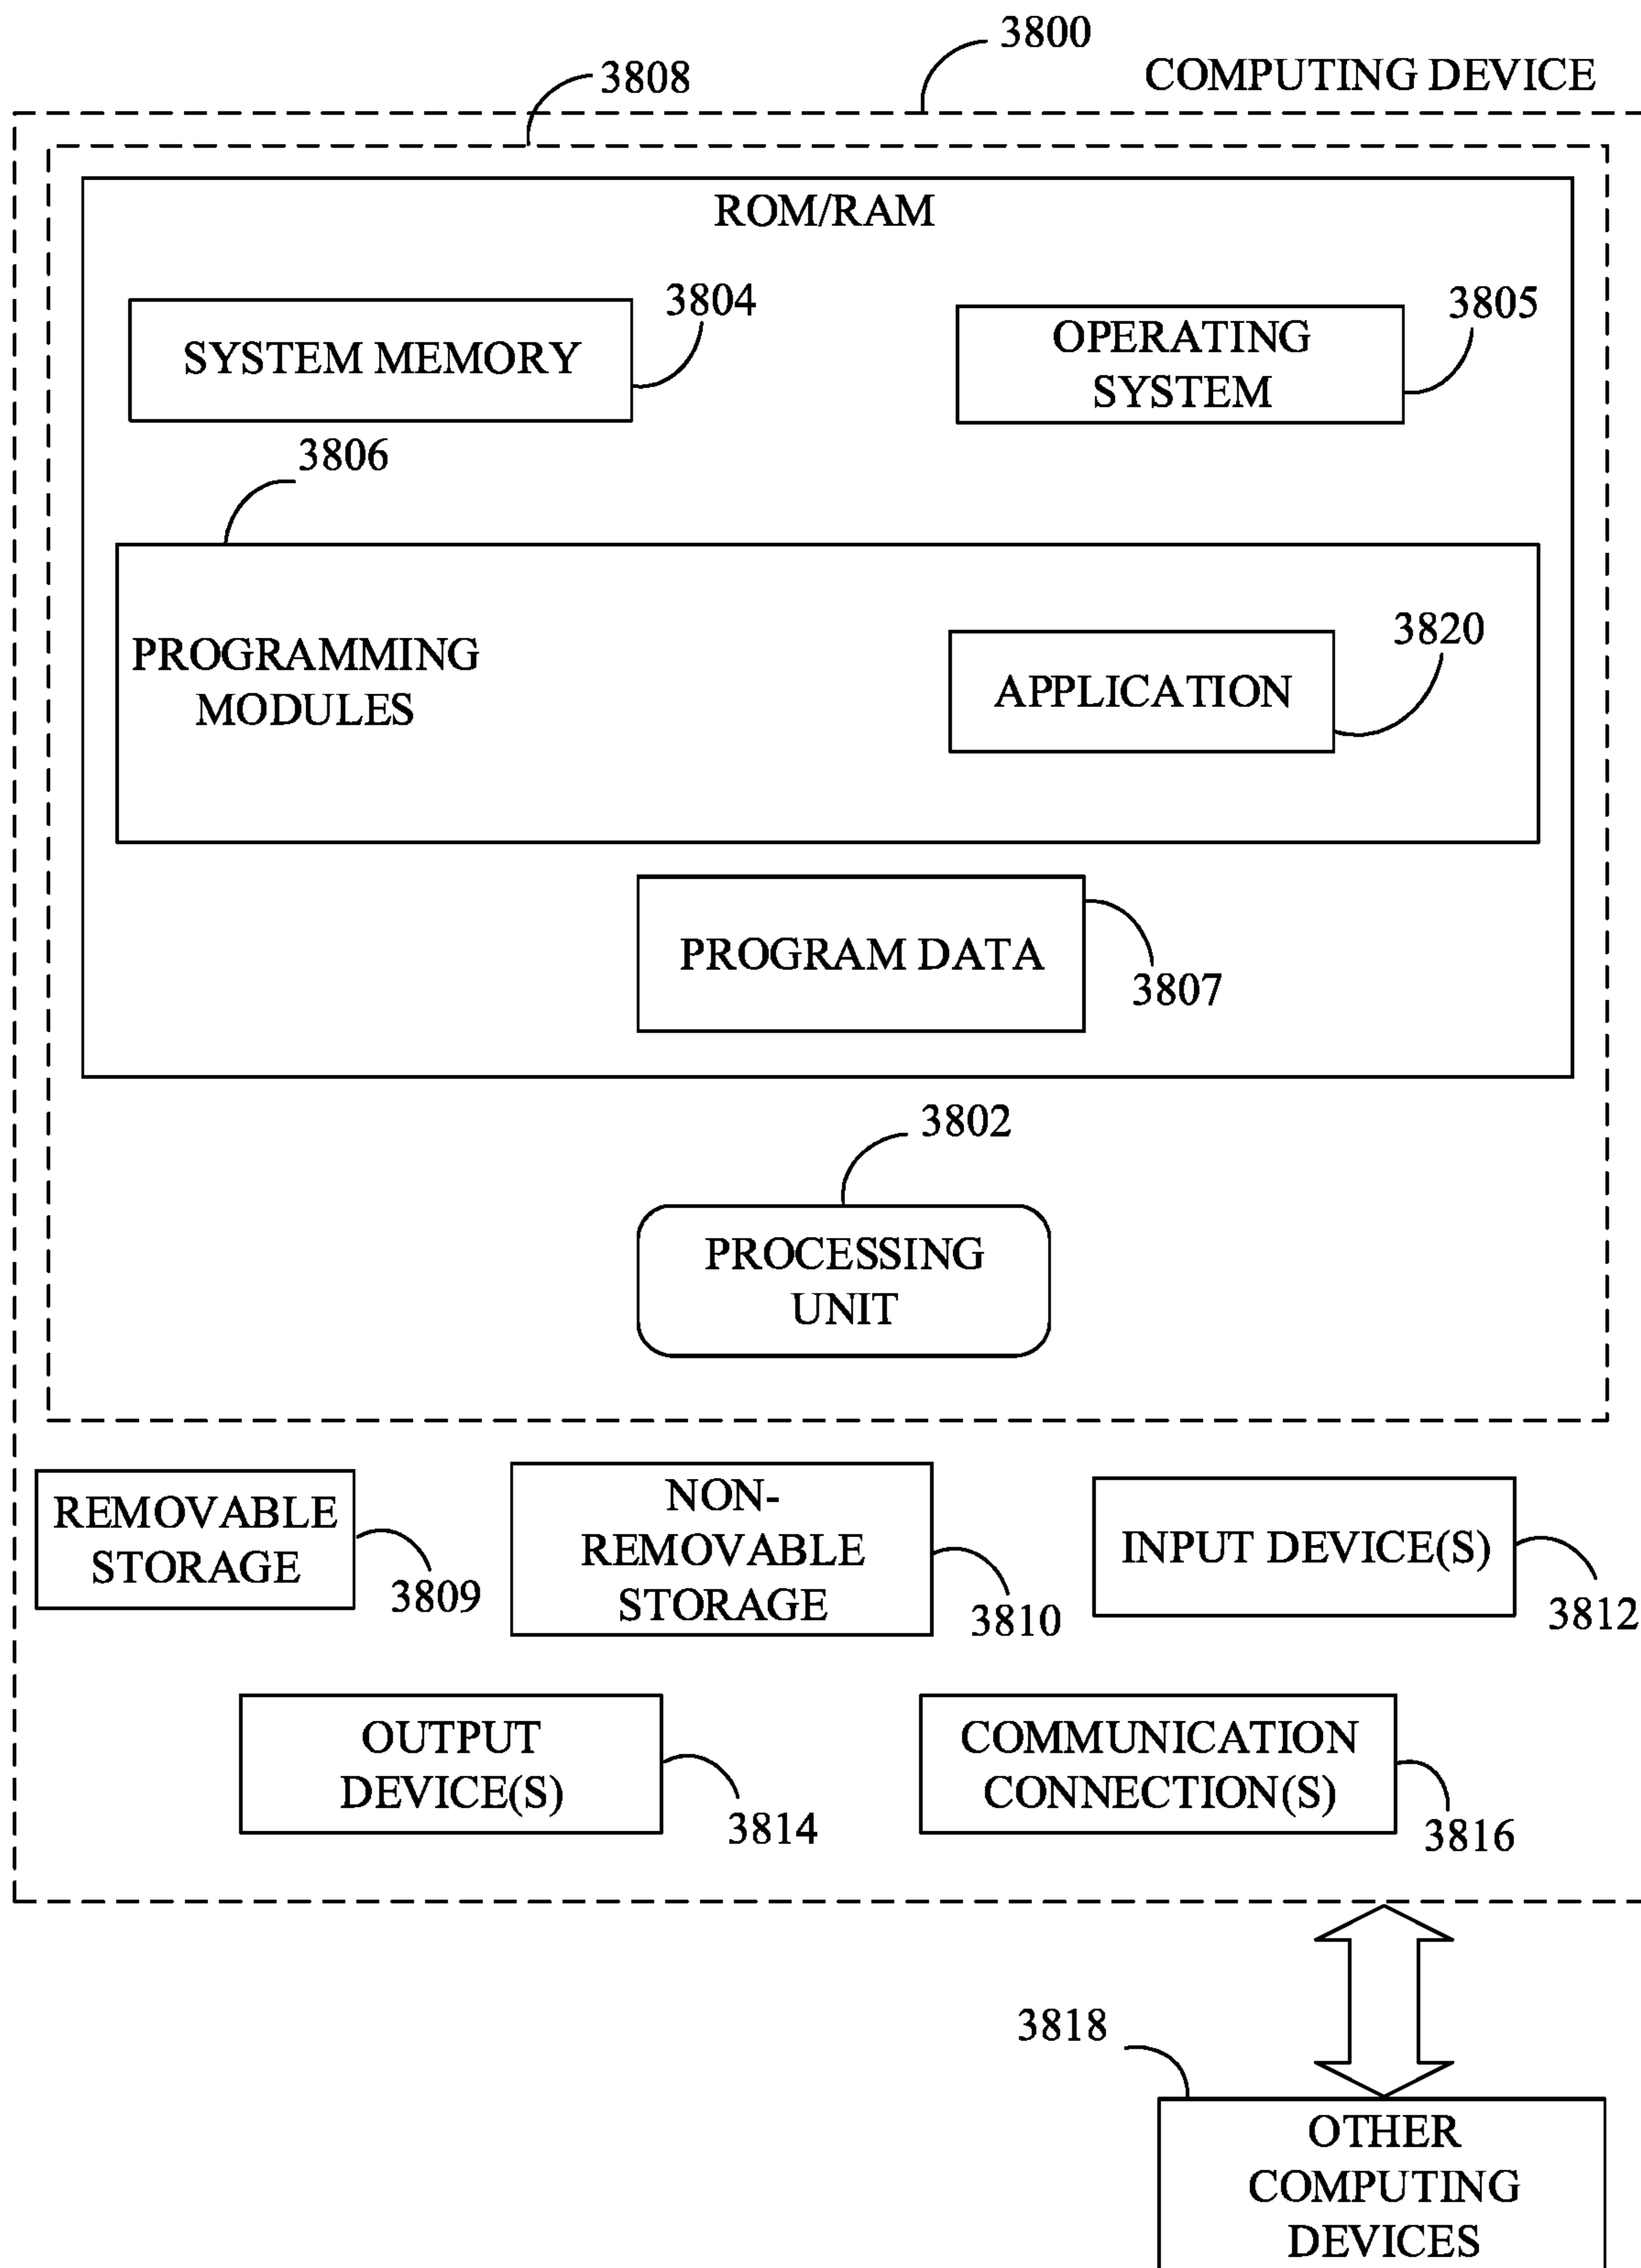 3800
3808
COMPUTING DEVICE
ROM/RAM
3804
3805
SYSTEM MEMORY
OPERATING
SYSTEM
3806
PROGRAMMING
MODULES
3820
APPLICATION
PROGRAM DATA
3807
3802
PROCESSING
UNIT
REMOVABLE
STORAGE
3809
NON-
REMOVABLE
STORAGE
3810
INPUT DEVICE(S)
3812
OUTPUT
DEVICE(S)
3814
COMMUNICATION
CONNECTION(S)
3816
3818
OTHER
COMPUTING
DEVICES